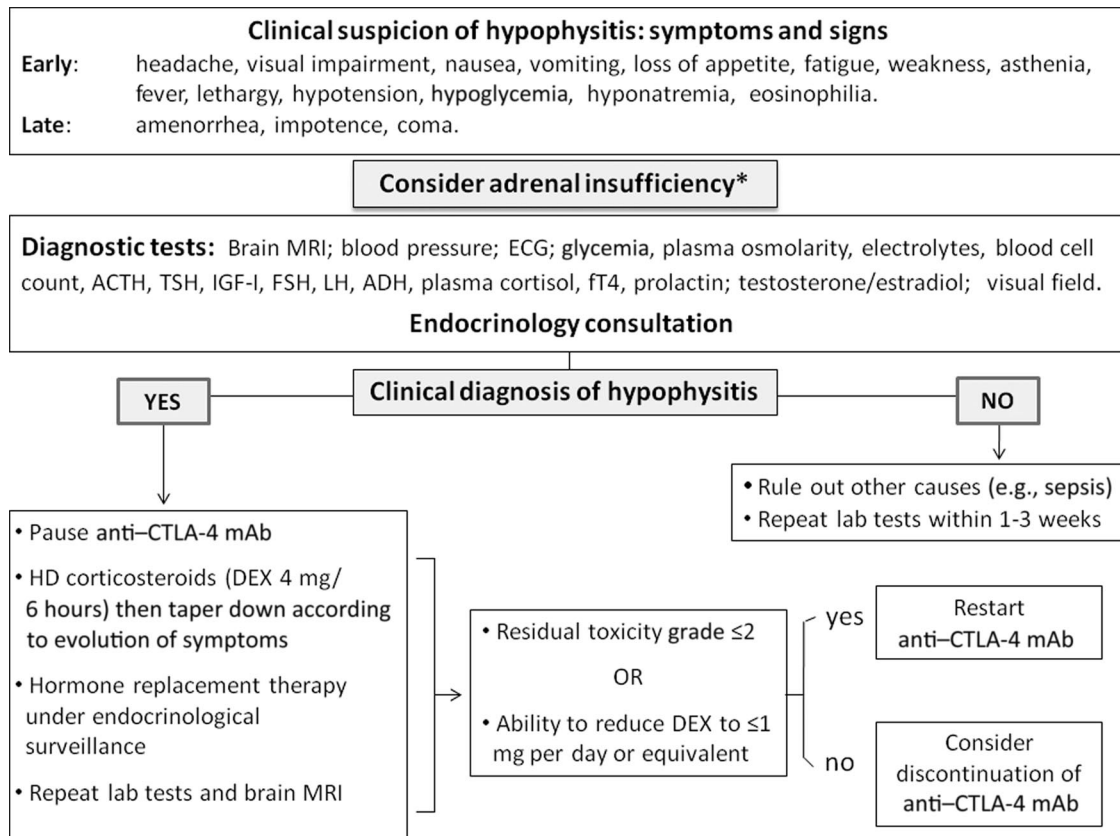 Clinical suspicion of hypophysitis: symptoms and signs
Early: headache, visual impairment, nausea, vomiting, loss of appetite, fatigue, weakness, asthenia,
fever, lethargy, hypotension, hypoglycemia, hyponatremia, eosinophilia.
Late: amenorrhea, impotence, coma.
Consider adrenal insufficiency*
Diagnostic tests: Brain MRI; blood pressure; ECG; glycemia, plasma osmolarity, electrolytes, blood cell
count, ACTH, TSH, IGF-I, FSH, LH, ADH, plasma cortisol, fT4, prolactin; testosterone/estradiol; visual field.
Endocrinology consultation
Clinical diagnosis of hypophysitis
YES
NO
• Rule out other causes (e.g., sepsis)
• Repeat lab tests within 1-3 weeks
• Pause anti–CTLA-4 mAb
• HD corticosteroids (DEX 4 mg/
6 hours) then taper down according
to evolution of symptoms
• Hormone replacement therapy
under endocrinological
surveillance
• Repeat lab tests and brain MRI
• Residual toxicity grade ≤2
OR
• Ability to reduce DEX to ≤1
mg per day or equivalent
yes
Restart
anti–CTLA-4 mAb
no
Consider
discontinuation of
anti–CTLA-4 mAb